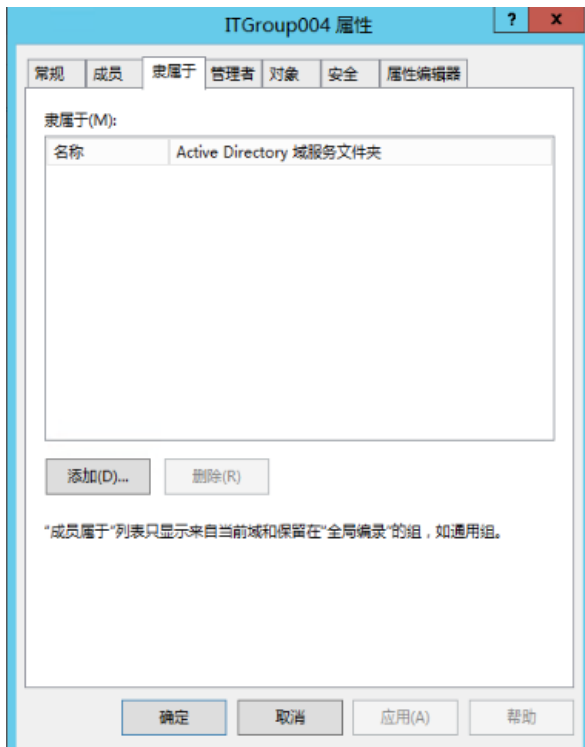 ITGroup004 属性
? x
常规 成员 隶属于 管理者 对象 安全 属性编辑器
隶属于(M):
名称 Active Directory 域服务文件夹
添加(D)... 删除(R)
“成员属于”列表只显示来自当前域和保留在“全局编录”的组，如通用组。
确定 取消 应用(A) 帮助